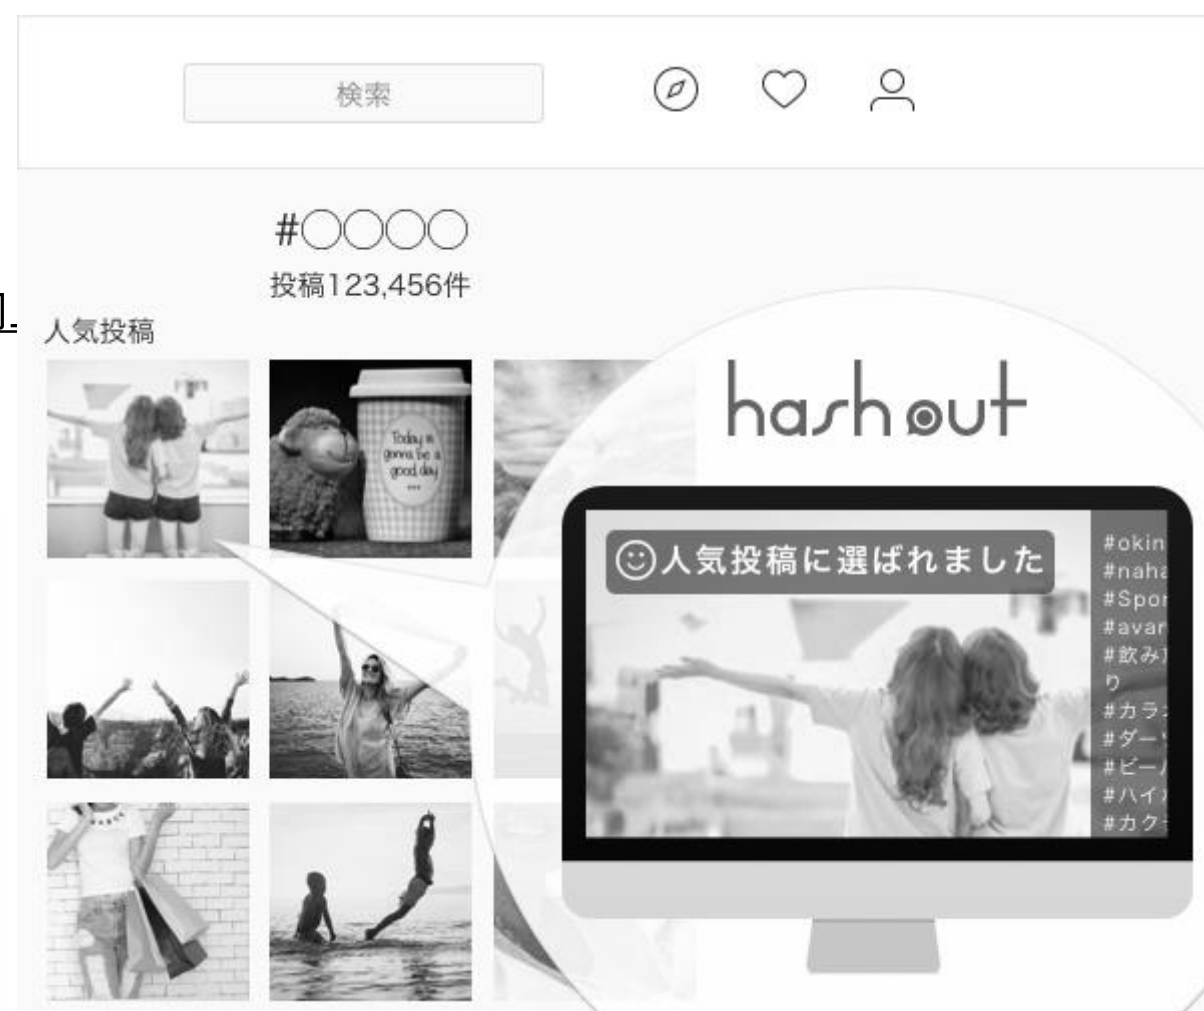 検索
#〇〇〇〇
投稿123,456件
人気投稿
Today is
gonna be a
good day
...
hashout
人気投稿に選ばれました
#okin
#naha
#Spor
#avan
#飲み
り
#カラ
#ダー
#ビー
#ハイ
#カク